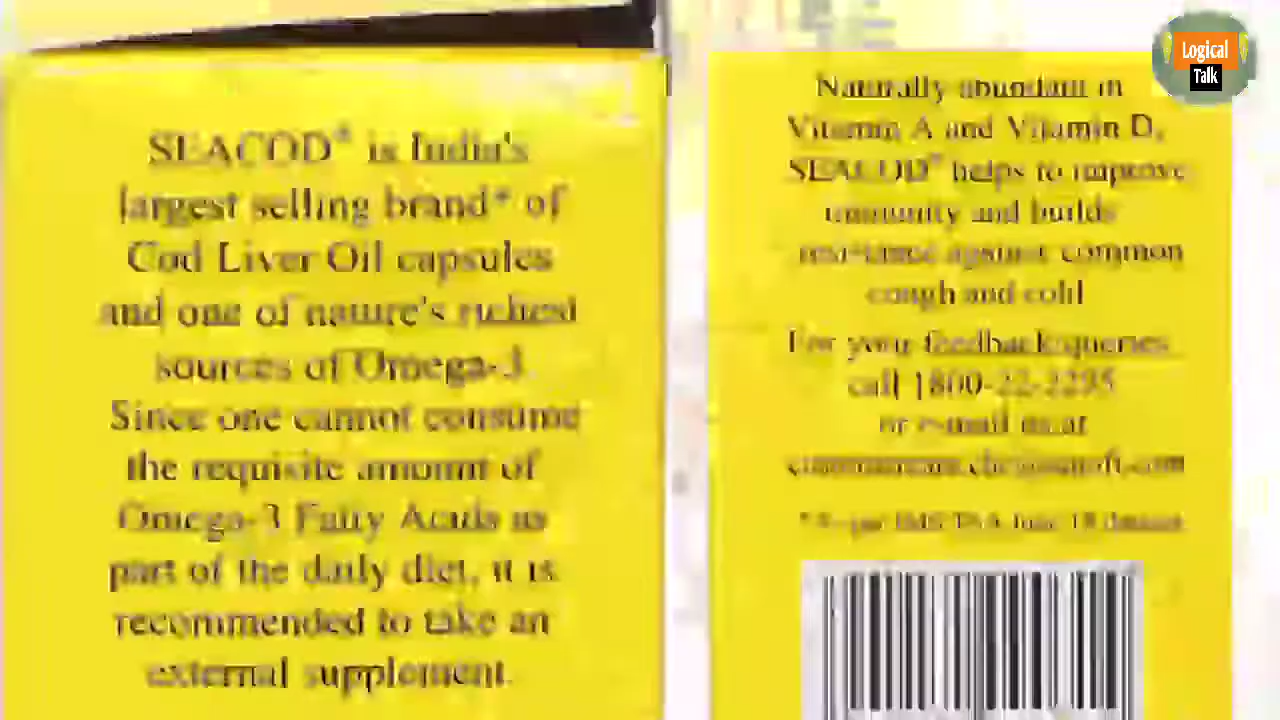 SEACOD® is India's
largest selling brand* of
Cod Liver Oil capsules
and one of nature's richest
sources of Omega-3
Since one cannot consume
the requisite amount of
Omega-3 Fatty Acids as
part of the daily diet, it is
recommended to take an
external supplement.
Naturally abundant in
Vitamin A and Vitamin D,
SEACOD® helps to improve
immunity and builds
resistance against common
cough and cold
For your feedback/queries
call 1800-22-2295
or e-mail us at
Logical
Talk